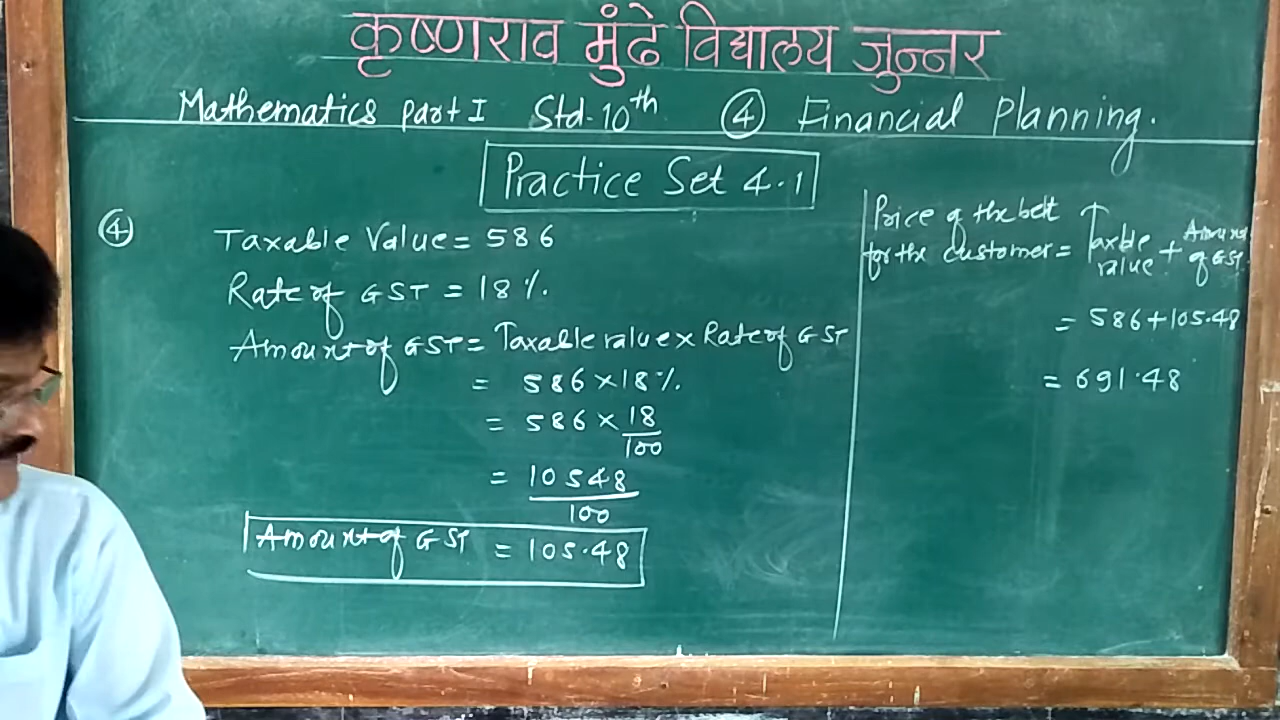 कृष्णराव मुंढे विद्यालय जुन्नर
Mathematics part I Std. 10th ④ Financial Planning.
Practice Set 4.1
④
Taxable Value = 586
Rate of GST = 18%.
Amount of GST = Taxable value × Rate of GST
= 586 × 18%.
= 586 × 18/100
= 10548/100
Amount of GST = 105.48
Price of the belt
for the customer = Taxble value + Amount of GST
= 586 + 105.48
= 691.48